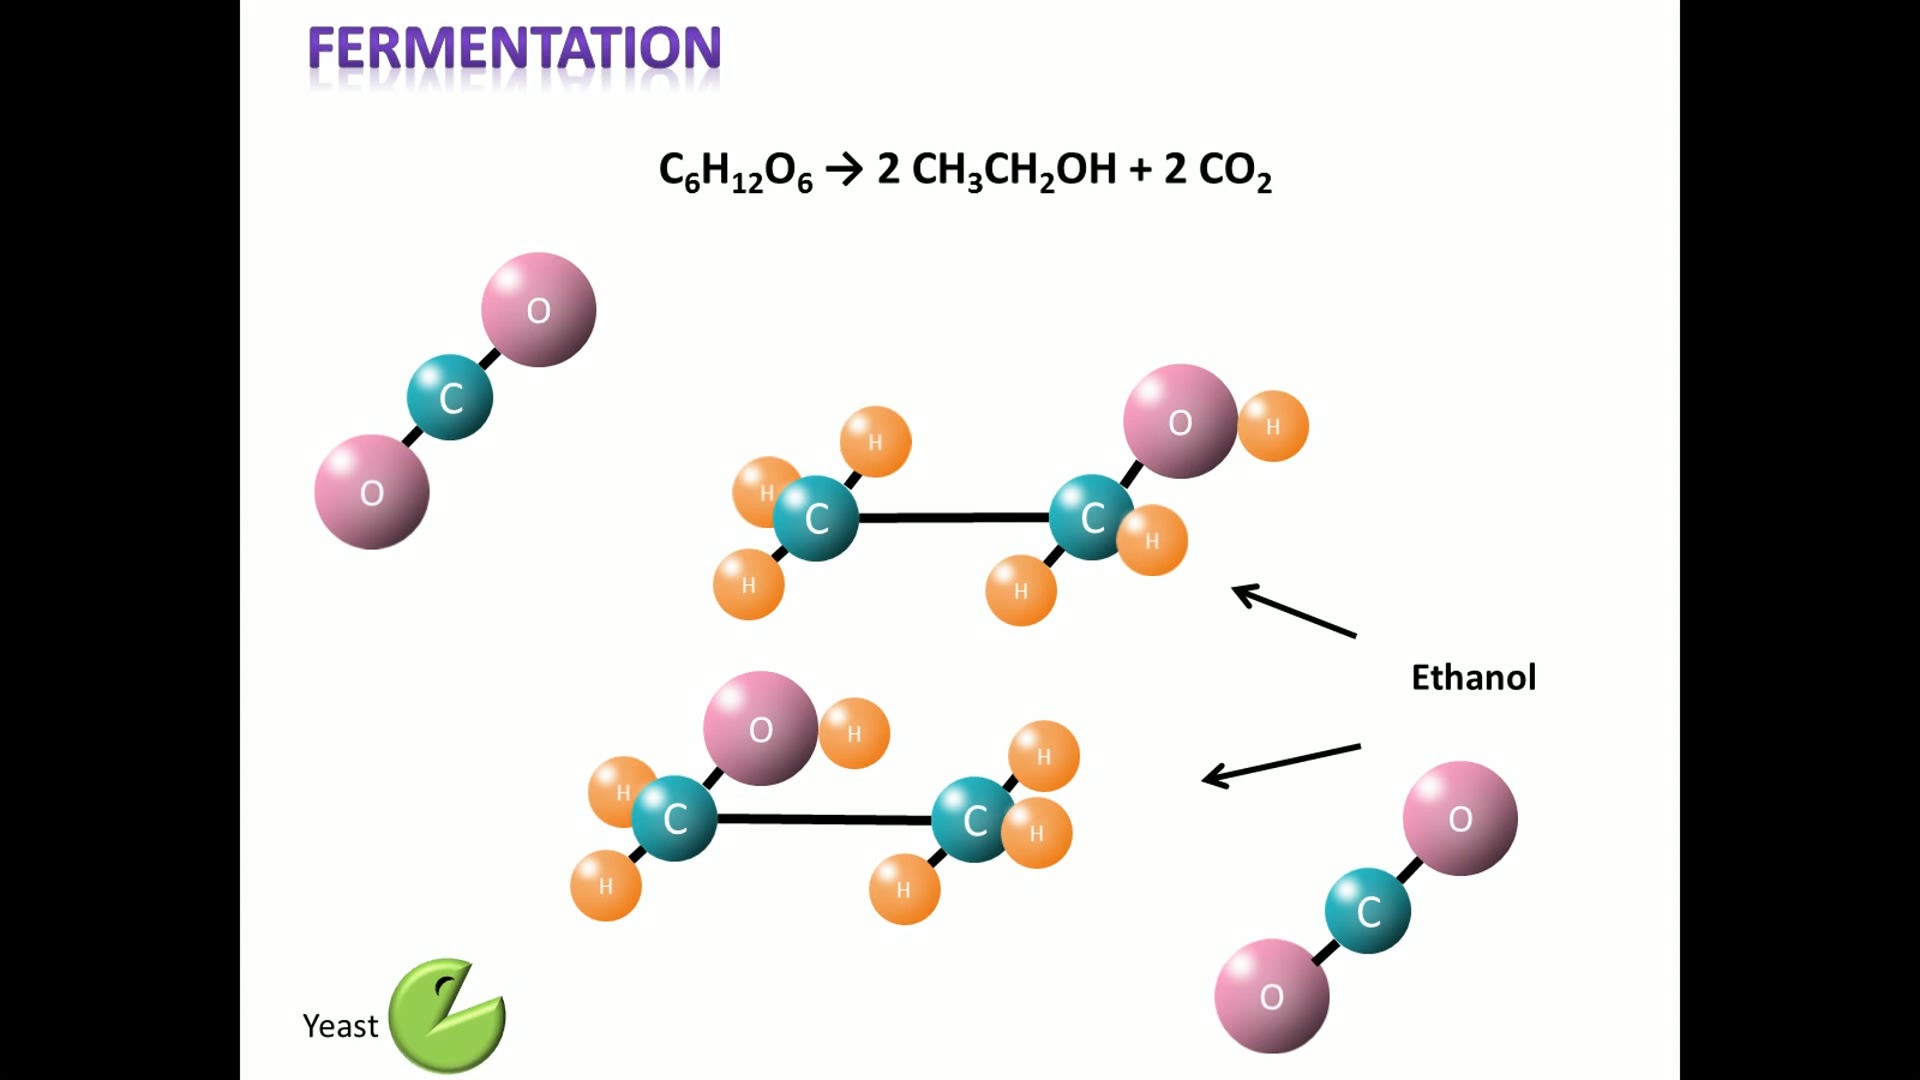 FERMENTATION
C₆H₁₂O₆ → 2 CH₃CH₂OH + 2 CO₂
O
C
O
H
H
C
H
O
H
C
H
H
Ethanol
O
H
H
C
H
H
C
H
H
O
C
O
Yeast